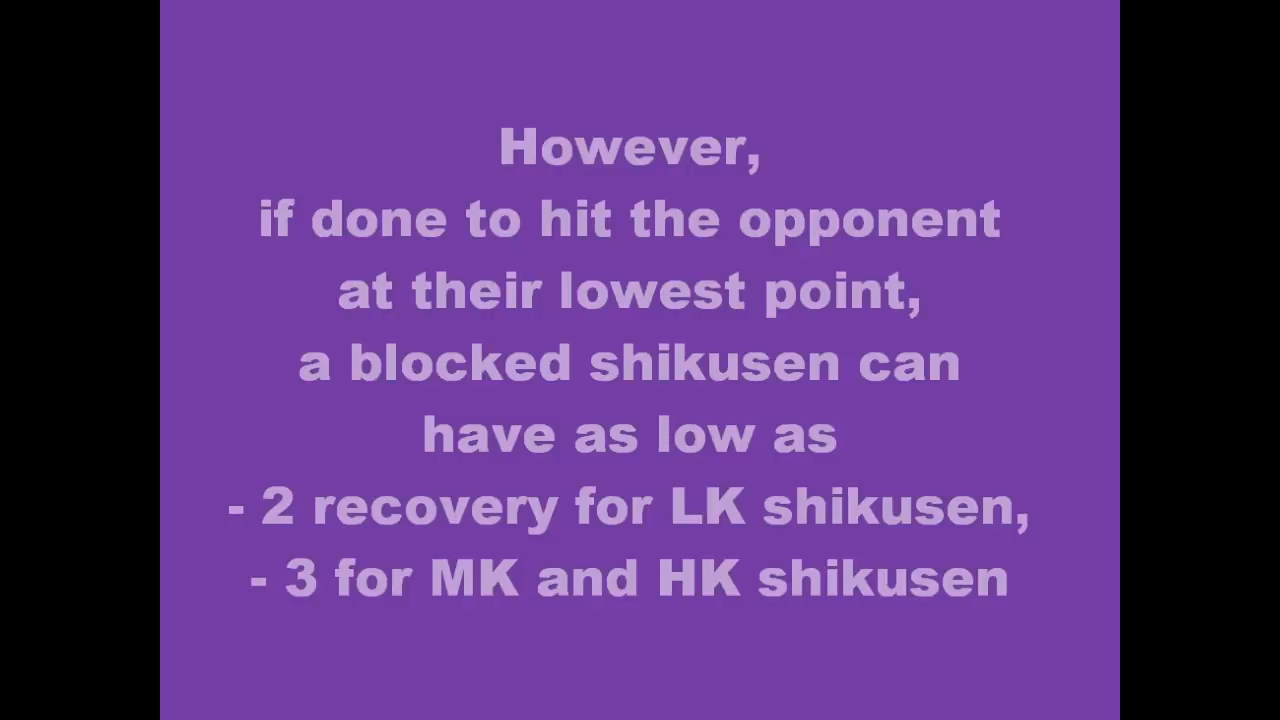 However,
if done to hit the opponent
at their lowest point,
a blocked shikusen can
have as low as
- 2 recovery for LK shikusen,
- 3 for MK and HK shikusen